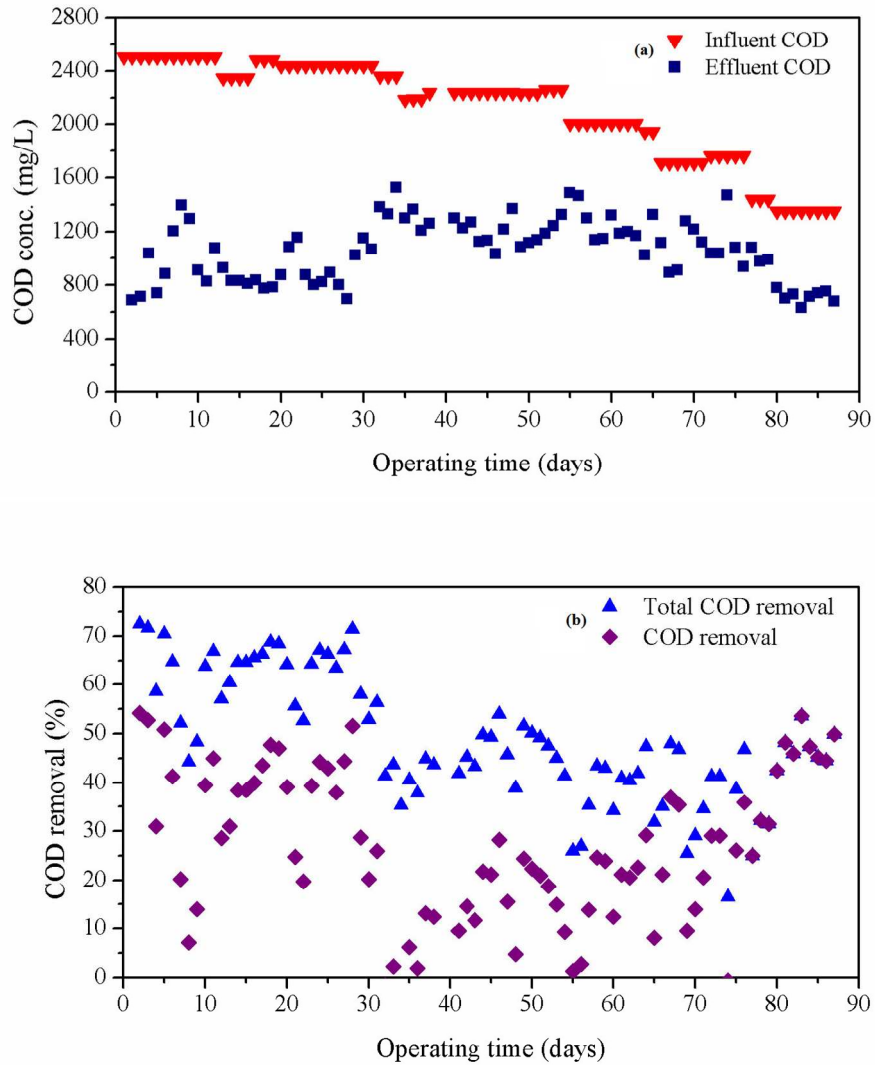 2800
2400
2000
1600
1200
800
400
0
COD conc. (mg/L)
(a)
Influent COD
Effluent COD
0 10 20 30 40 50 60 70 80 90
Operating time (days)
80
70
60
50
40
30
20
10
0
COD removal (%)
(b)
Total COD removal
COD removal
0 10 20 30 40 50 60 70 80 90
Operating time (days)